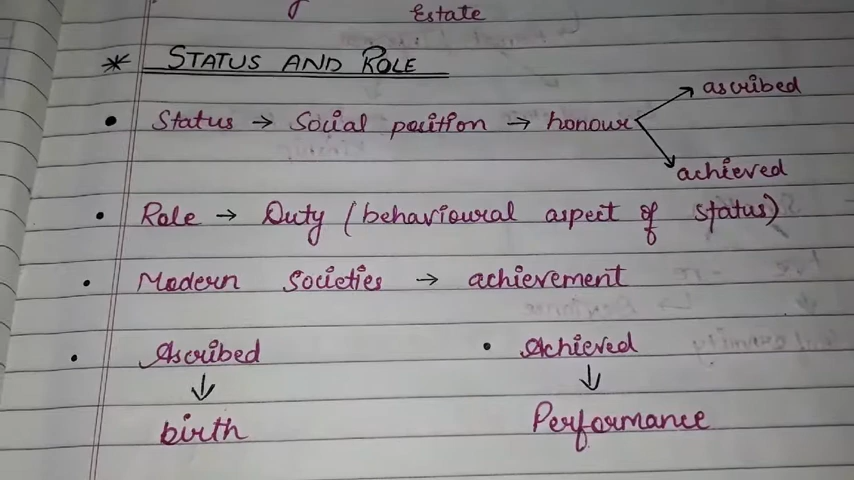 Estate
* STATUS AND ROLE
• Status → Social position → honour
ascribed
achieved
• Role → Duty (behavioural aspect of status)
• Modern Societies → achievement
• Ascribed • Achieved
↓ ↓
birth Performance